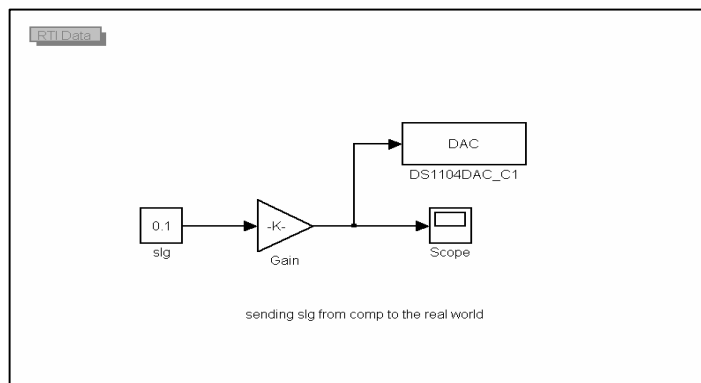 RTI Data
DAC
DS1104DAC_C1
0.1
slg
-K-
Gain
Scope
sending slg from comp to the real world